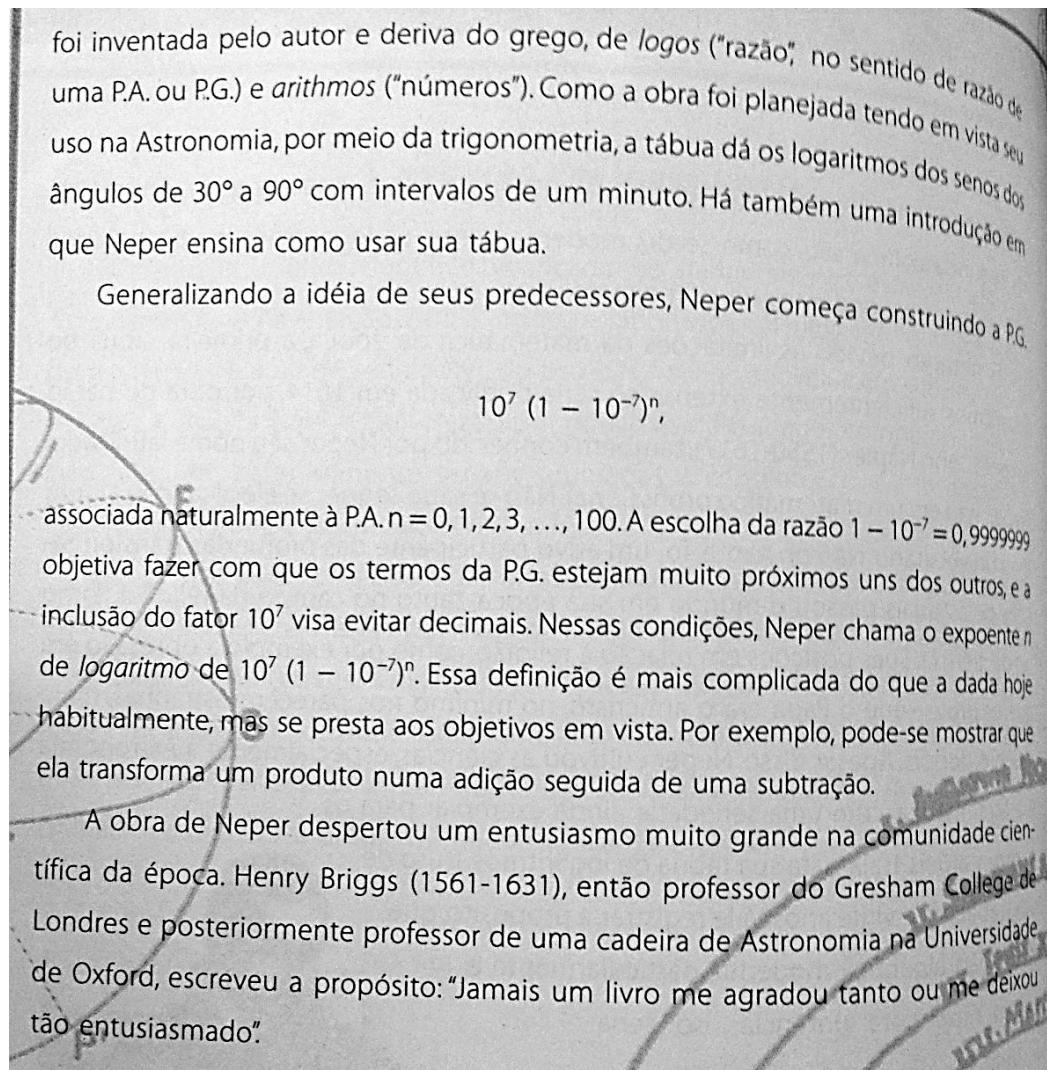 foi inventada pelo autor e deriva do grego, de logos ("razão", no sentido de razão de
uma P.A. ou P.G.) e arithmos ("números"). Como a obra foi planejada tendo em vista seu
uso na Astronomia, por meio da trigonometria, a tábua dá os logaritmos dos senos dos
ângulos de 30° a 90° com intervalos de um minuto. Há também uma introdução em
que Neper ensina como usar sua tábua.
Generalizando a idéia de seus predecessores, Neper começa construindo a P.G.
10⁷ (1 – 10⁻⁷)ⁿ,
associada naturalmente à P.A. n = 0, 1, 2, 3, ..., 100. A escolha da razão 1 – 10⁻⁷ = 0,9999999
objetiva fazer com que os termos da P.G. estejam muito próximos uns dos outros, e a
inclusão do fator 10⁷ visa evitar decimais. Nessas condições, Neper chama o expoente n
de logaritmo de 10⁷ (1 – 10⁻⁷)ⁿ. Essa definição é mais complicada do que a dada hoje
habitualmente, mas se presta aos objetivos em vista. Por exemplo, pode-se mostrar que
ela transforma um produto numa adição seguida de uma subtração.
A obra de Neper despertou um entusiasmo muito grande na comunidade cien-
tífica da época. Henry Briggs (1561-1631), então professor do Gresham College de
Londres e posteriormente professor de uma cadeira de Astronomia na Universidade
de Oxford, escreveu a propósito: "Jamais um livro me agradou tanto ou me deixou
tão entusiasmado".